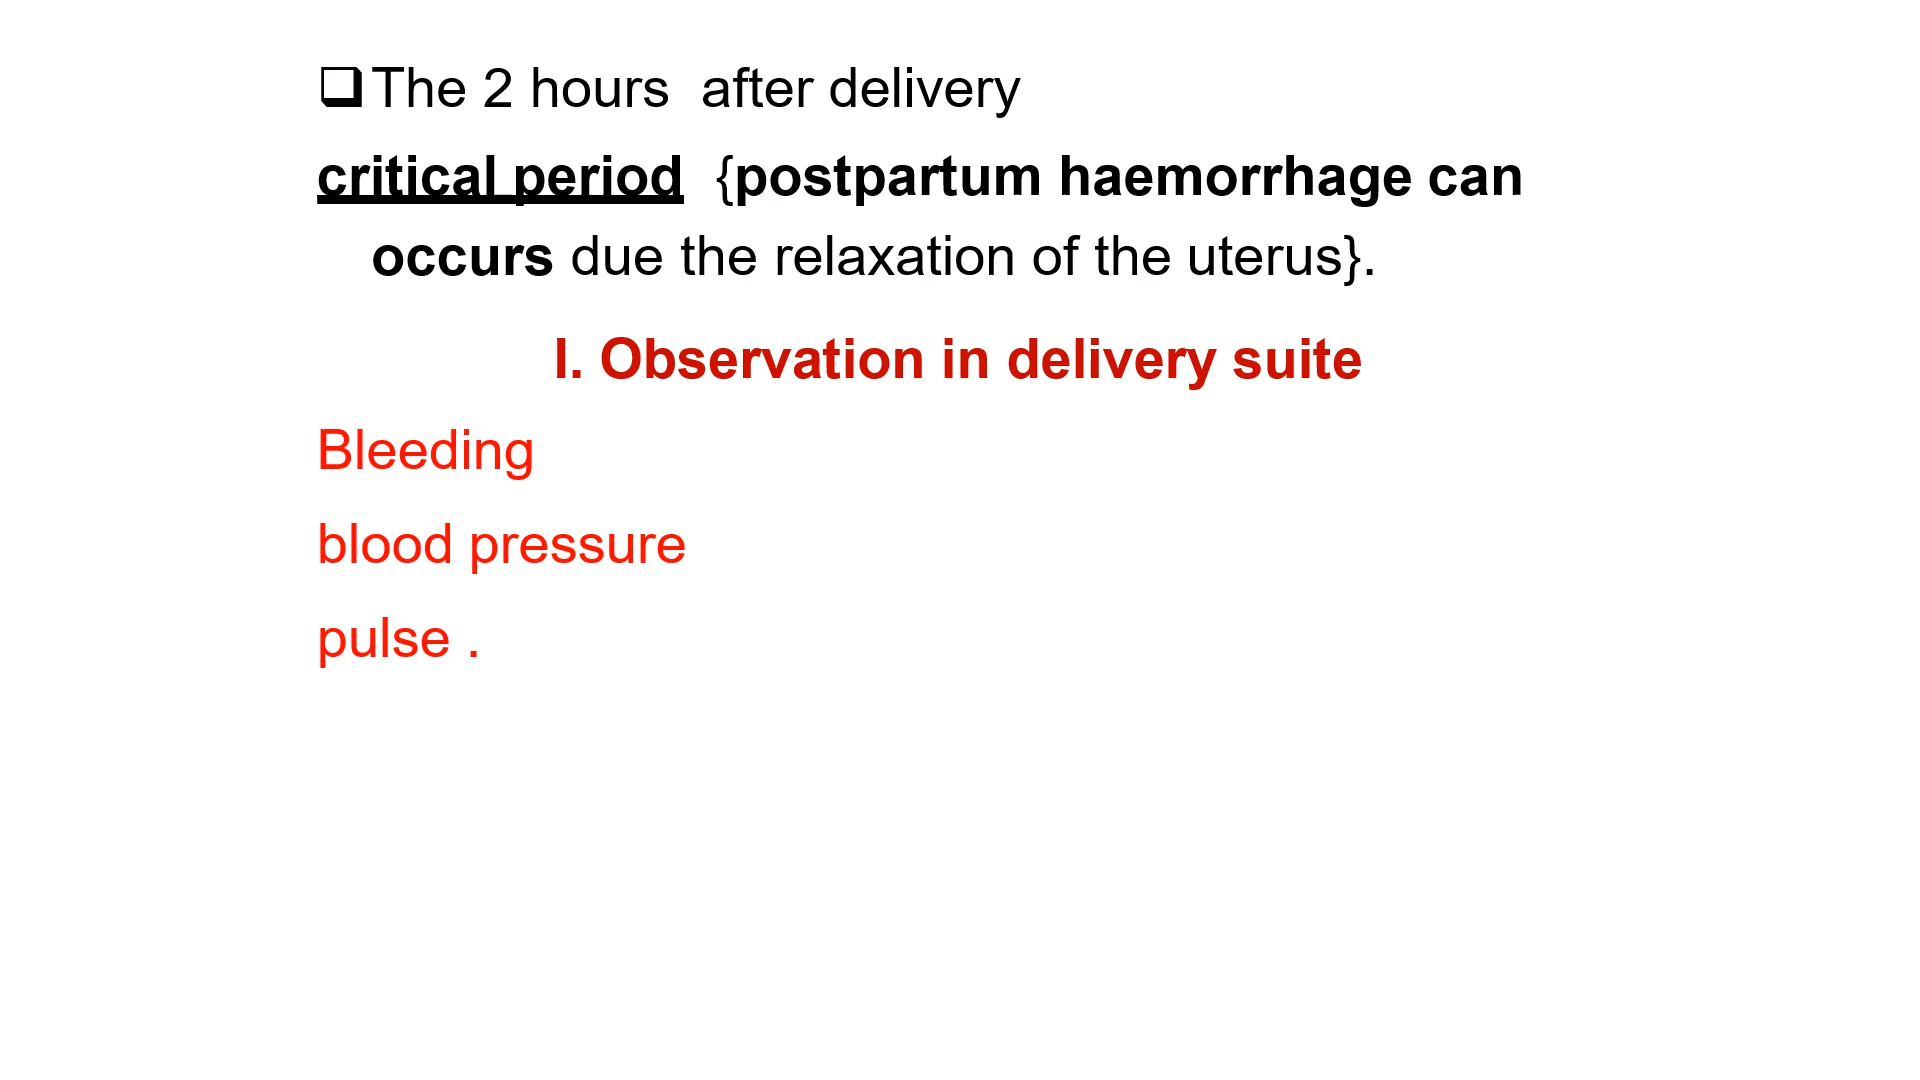 ❑The 2 hours  after delivery
critical period  {postpartum haemorrhage can
occurs due the relaxation of the uterus}.
I. Observation in delivery suite
Bleeding
blood pressure
pulse .